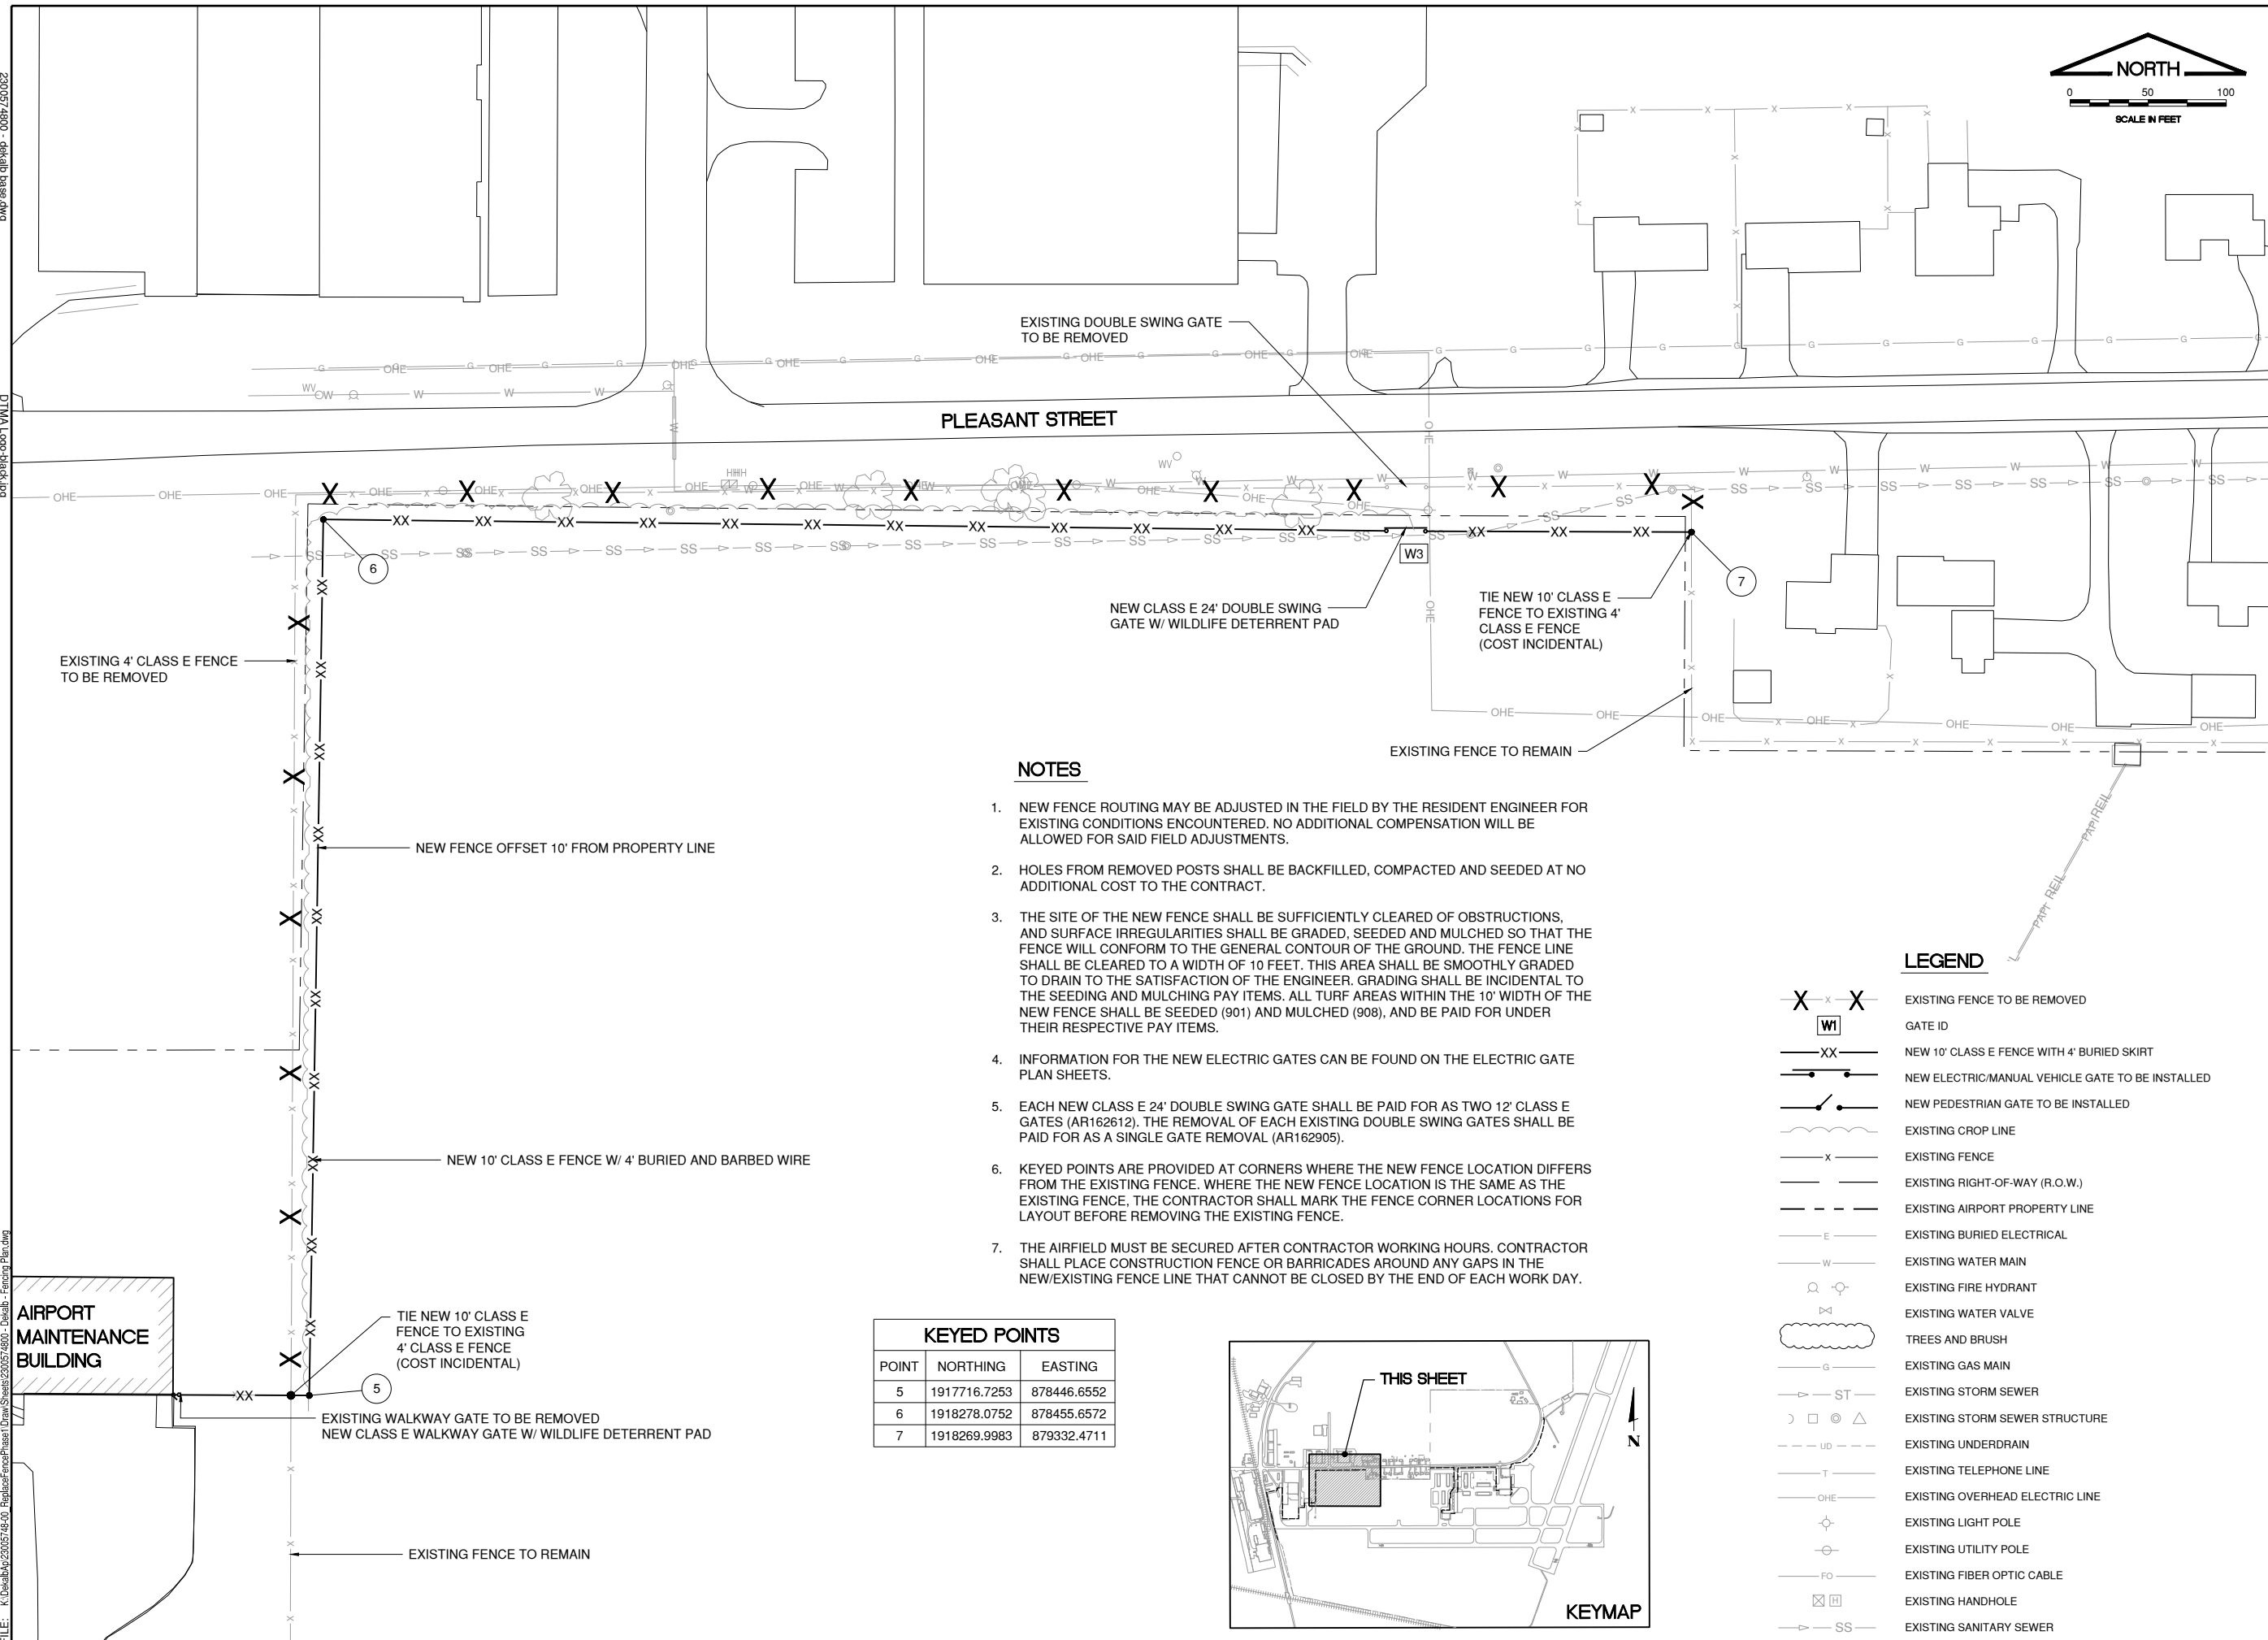 NORTH
0 50 100
SCALE IN FEET
EXISTING DOUBLE SWING GATE
TO BE REMOVED
PLEASANT STREET
6
W3
7
NEW CLASS E 24' DOUBLE SWING
GATE W/ WILDLIFE DETERRENT PAD
TIE NEW 10' CLASS E
FENCE TO EXISTING 4'
CLASS E FENCE
(COST INCIDENTAL)
EXISTING 4' CLASS E FENCE
TO BE REMOVED
EXISTING FENCE TO REMAIN
NEW FENCE OFFSET 10' FROM PROPERTY LINE
NEW 10' CLASS E FENCE W/ 4' BURIED AND BARBED WIRE
PAPI REIL
PAPI REIL
NOTES
1. NEW FENCE ROUTING MAY BE ADJUSTED IN THE FIELD BY THE RESIDENT ENGINEER FOR
EXISTING CONDITIONS ENCOUNTERED. NO ADDITIONAL COMPENSATION WILL BE
ALLOWED FOR SAID FIELD ADJUSTMENTS.
2. HOLES FROM REMOVED POSTS SHALL BE BACKFILLED, COMPACTED AND SEEDED AT NO
ADDITIONAL COST TO THE CONTRACT.
3. THE SITE OF THE NEW FENCE SHALL BE SUFFICIENTLY CLEARED OF OBSTRUCTIONS,
AND SURFACE IRREGULARITIES SHALL BE GRADED, SEEDED AND MULCHED SO THAT THE
FENCE WILL CONFORM TO THE GENERAL CONTOUR OF THE GROUND. THE FENCE LINE
SHALL BE CLEARED TO A WIDTH OF 10 FEET. THIS AREA SHALL BE SMOOTHLY GRADED
TO DRAIN TO THE SATISFACTION OF THE ENGINEER. GRADING SHALL BE INCIDENTAL TO
THE SEEDING AND MULCHING PAY ITEMS. ALL TURF AREAS WITHIN THE 10' WIDTH OF THE
NEW FENCE SHALL BE SEEDED (901) AND MULCHED (908), AND BE PAID FOR UNDER
THEIR RESPECTIVE PAY ITEMS.
4. INFORMATION FOR THE NEW ELECTRIC GATES CAN BE FOUND ON THE ELECTRIC GATE
PLAN SHEETS.
5. EACH NEW CLASS E 24' DOUBLE SWING GATE SHALL BE PAID FOR AS TWO 12' CLASS E
GATES (AR162612). THE REMOVAL OF EACH EXISTING DOUBLE SWING GATES SHALL BE
PAID FOR AS A SINGLE GATE REMOVAL (AR162905).
6. KEYED POINTS ARE PROVIDED AT CORNERS WHERE THE NEW FENCE LOCATION DIFFERS
FROM THE EXISTING FENCE. WHERE THE NEW FENCE LOCATION IS THE SAME AS THE
EXISTING FENCE, THE CONTRACTOR SHALL MARK THE FENCE CORNER LOCATIONS FOR
LAYOUT BEFORE REMOVING THE EXISTING FENCE.
7. THE AIRFIELD MUST BE SECURED AFTER CONTRACTOR WORKING HOURS. CONTRACTOR
SHALL PLACE CONSTRUCTION FENCE OR BARRICADES AROUND ANY GAPS IN THE
NEW/EXISTING FENCE LINE THAT CANNOT BE CLOSED BY THE END OF EACH WORK DAY.
AIRPORT
MAINTENANCE
BUILDING
TIE NEW 10' CLASS E
FENCE TO EXISTING
4' CLASS E FENCE
(COST INCIDENTAL)
5
EXISTING WALKWAY GATE TO BE REMOVED
NEW CLASS E WALKWAY GATE W/ WILDLIFE DETERRENT PAD
EXISTING FENCE TO REMAIN
KEYED POINTS
POINT NORTHING EASTING
5 1917716.7253 878446.6552
6 1918278.0752 878455.6572
7 1918269.9983 879332.4711
THIS SHEET
N
KEYMAP
LEGEND
X x X EXISTING FENCE TO BE REMOVED
W1 GATE ID
XX NEW 10' CLASS E FENCE WITH 4' BURIED SKIRT
NEW ELECTRIC/MANUAL VEHICLE GATE TO BE INSTALLED
NEW PEDESTRIAN GATE TO BE INSTALLED
EXISTING CROP LINE
x EXISTING FENCE
EXISTING RIGHT-OF-WAY (R.O.W.)
EXISTING AIRPORT PROPERTY LINE
E EXISTING BURIED ELECTRICAL
W EXISTING WATER MAIN
EXISTING FIRE HYDRANT
EXISTING WATER VALVE
TREES AND BRUSH
G EXISTING GAS MAIN
ST EXISTING STORM SEWER
EXISTING STORM SEWER STRUCTURE
UD EXISTING UNDERDRAIN
T EXISTING TELEPHONE LINE
OHE EXISTING OVERHEAD ELECTRIC LINE
EXISTING LIGHT POLE
EXISTING UTILITY POLE
FO EXISTING FIBER OPTIC CABLE
H EXISTING HANDHOLE
SS EXISTING SANITARY SEWER
2300574800 - dekalb base.dwg
DTMA Logo-black.jpg